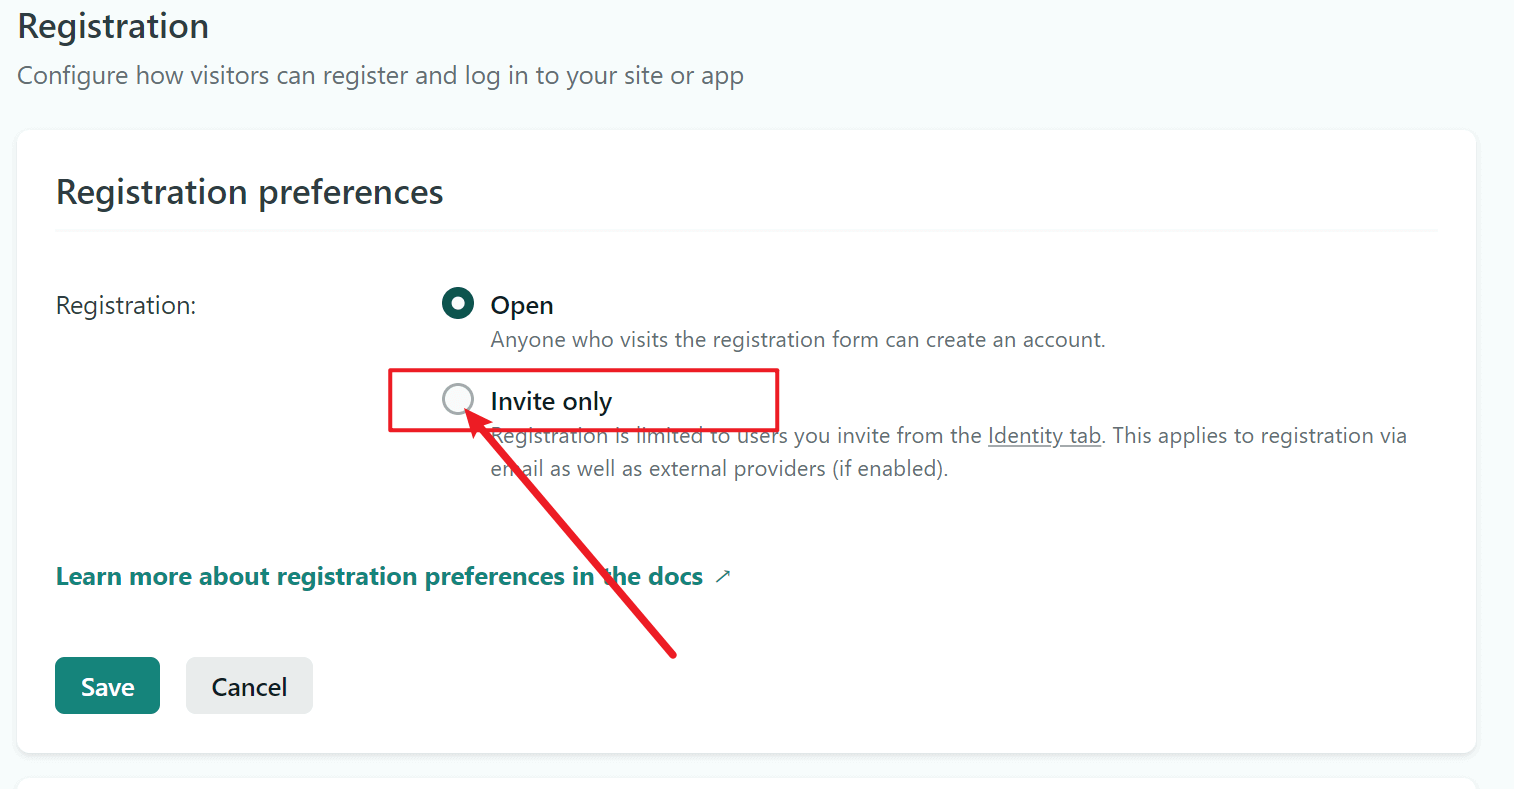 Registration
Configure how visitors can register and log in to your site or app
Registration preferences
Registration:
Open
Anyone who visits the registration form can create an account.
Invite only
Registration is limited to users you invite from the Identity tab. This applies to registration via
email as well as external providers (if enabled).
Learn more about registration preferences in the docs ↗
Save
Cancel